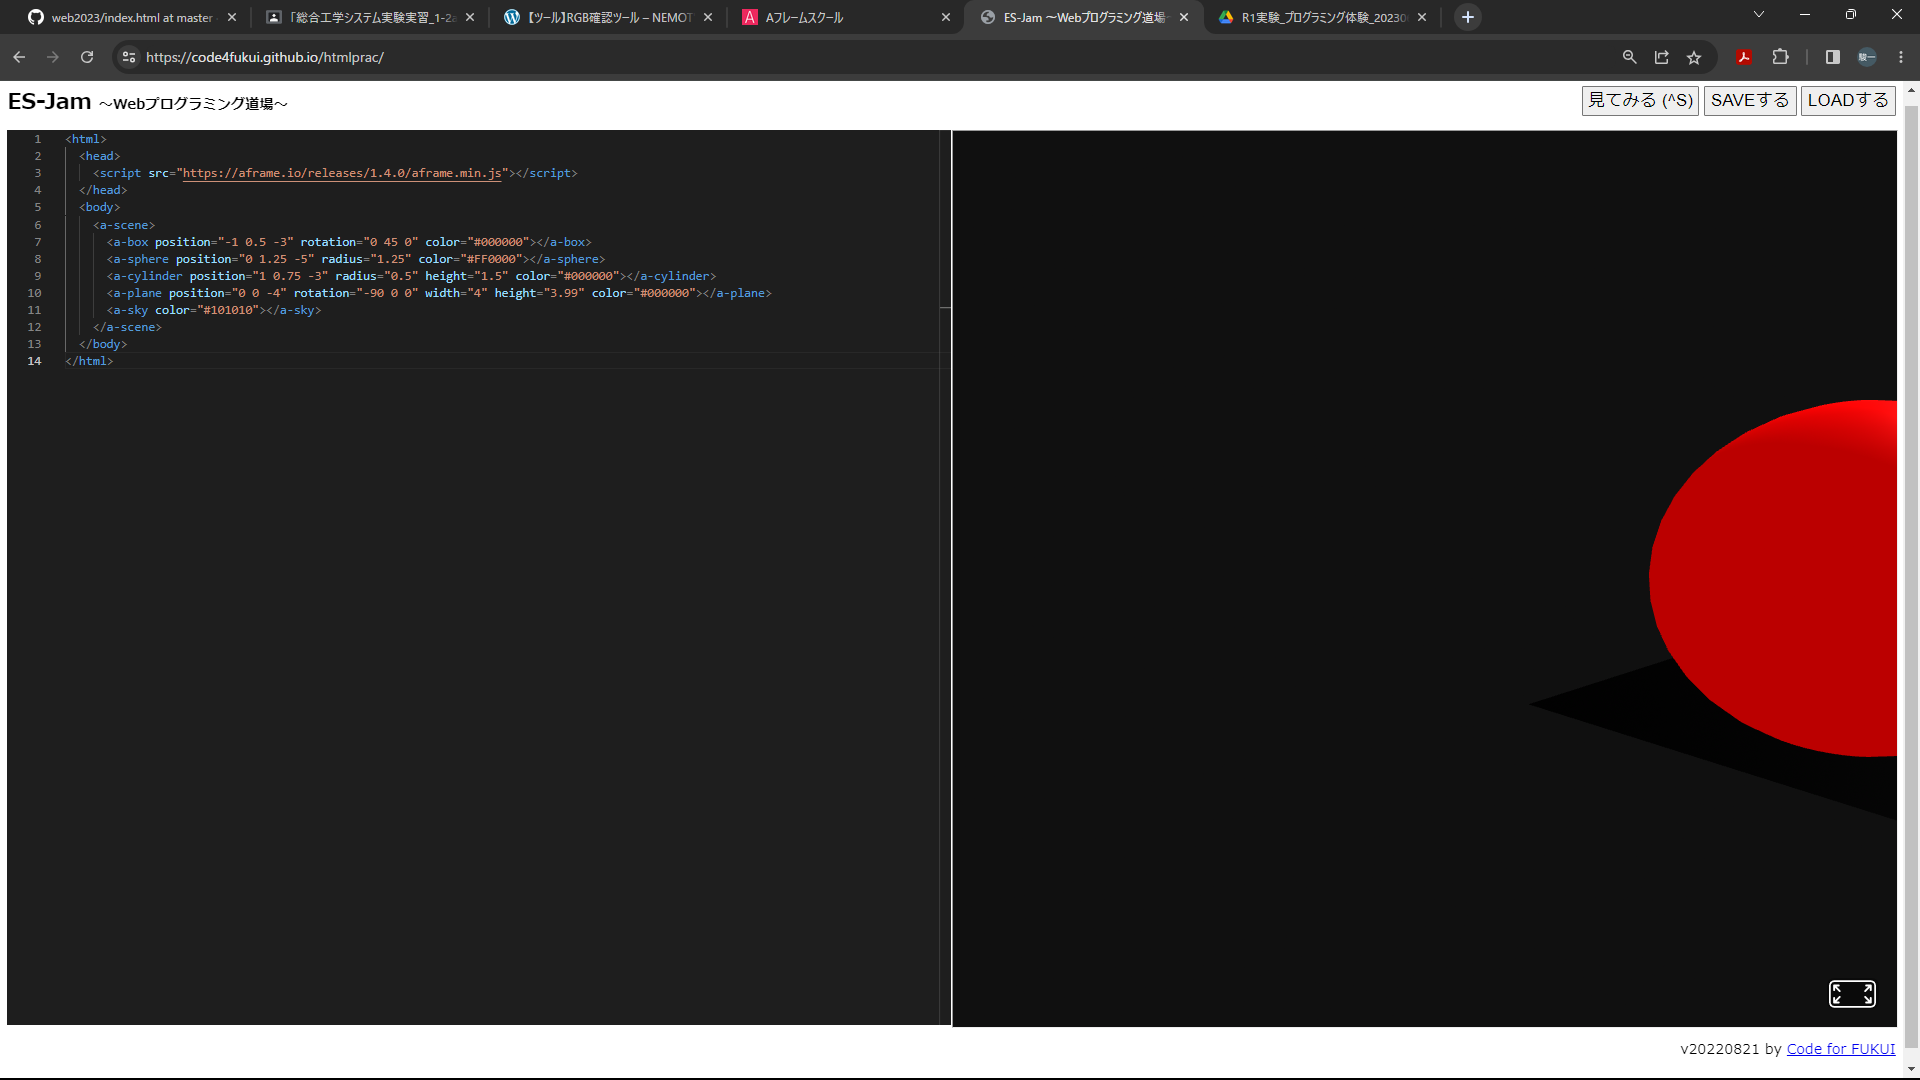 web2023/index.html at master
「総合工学システム実験実習_1-2a
【ツール】RGB確認ツール – NEMOT
Aフレームスクール
ES-Jam 〜Webプログラミング道場
R1実験_プログラミング体験_20230
https://code4fukui.github.io/htmlprac/
ES-Jam 〜Webプログラミング道場〜
見てみる (^S) SAVEする LOADする
1 <html>
2 <head>
3 <script src="https://aframe.io/releases/1.4.0/aframe.min.js"></script>
4 </head>
5 <body>
6 <a-scene>
7 <a-box position="-1 0.5 -3" rotation="0 45 0" color="#000000"></a-box>
8 <a-sphere position="0 1.25 -5" radius="1.25" color="#FF0000"></a-sphere>
9 <a-cylinder position="1 0.75 -3" radius="0.5" height="1.5" color="#000000"></a-cylinder>
10 <a-plane position="0 0 -4" rotation="-90 0 0" width="4" height="3.99" color="#000000"></a-plane>
11 <a-sky color="#101010"></a-sky>
12 </a-scene>
13 </body>
14 </html>
v20220821 by Code for FUKUI